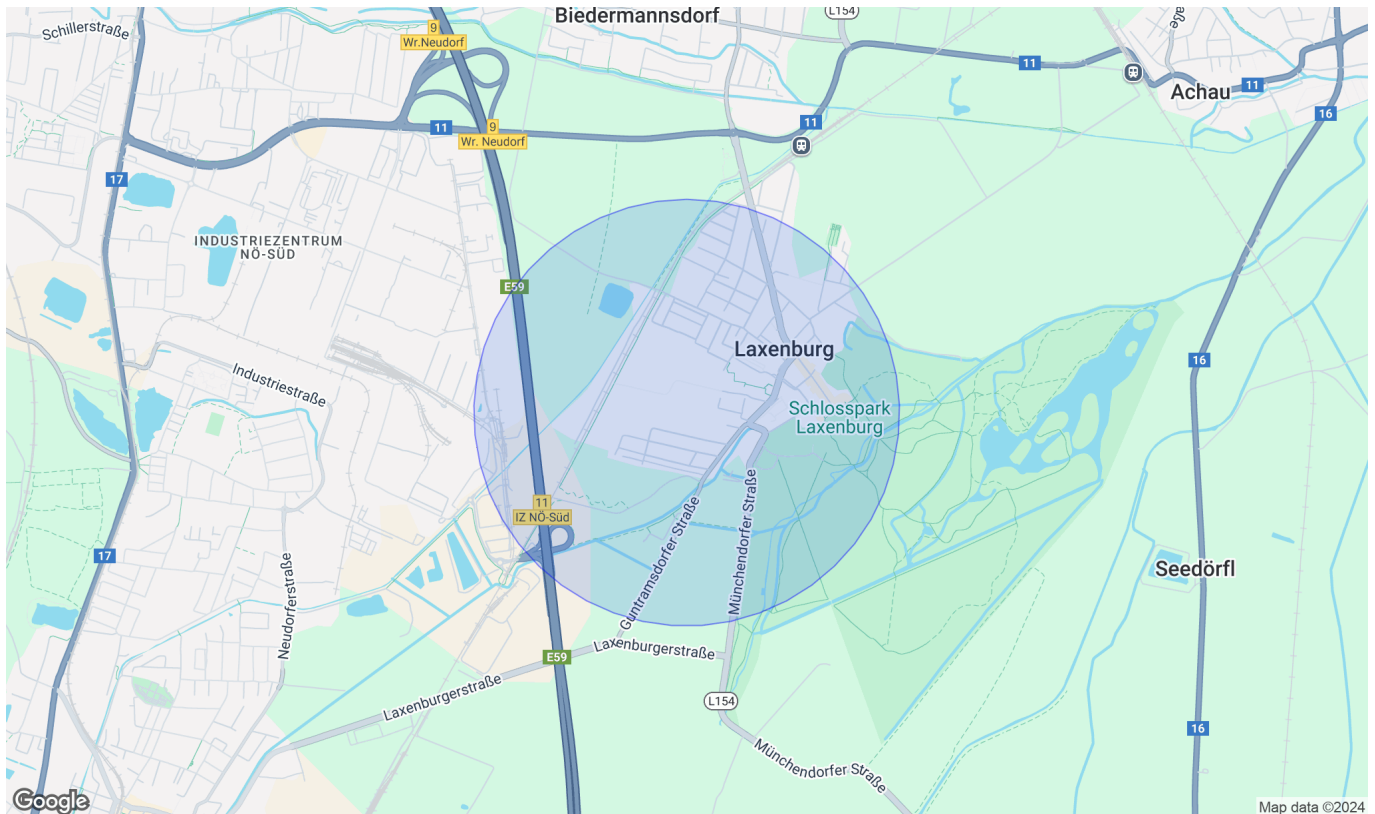 Biedermannsdorf
L154
Schillerstraße
9
Wr.Neudorf
11
11
Achau
16
11
9
Wr. Neudorf
11
17
INDUSTRIEZENTRUM
NÖ-SÜD
E59
Laxenburg
16
Industriestraße
Schlosspark
Laxenburg
11
IZ NÖ-Süd
Guntramsdorfer Straße
Münchendorfer Straße
17
Seedörfl
Neudorferstraße
Laxenburgerstraße
E59
Laxenburgerstraße
L154
16
Münchendorfer Straße
Google
Map data ©2024